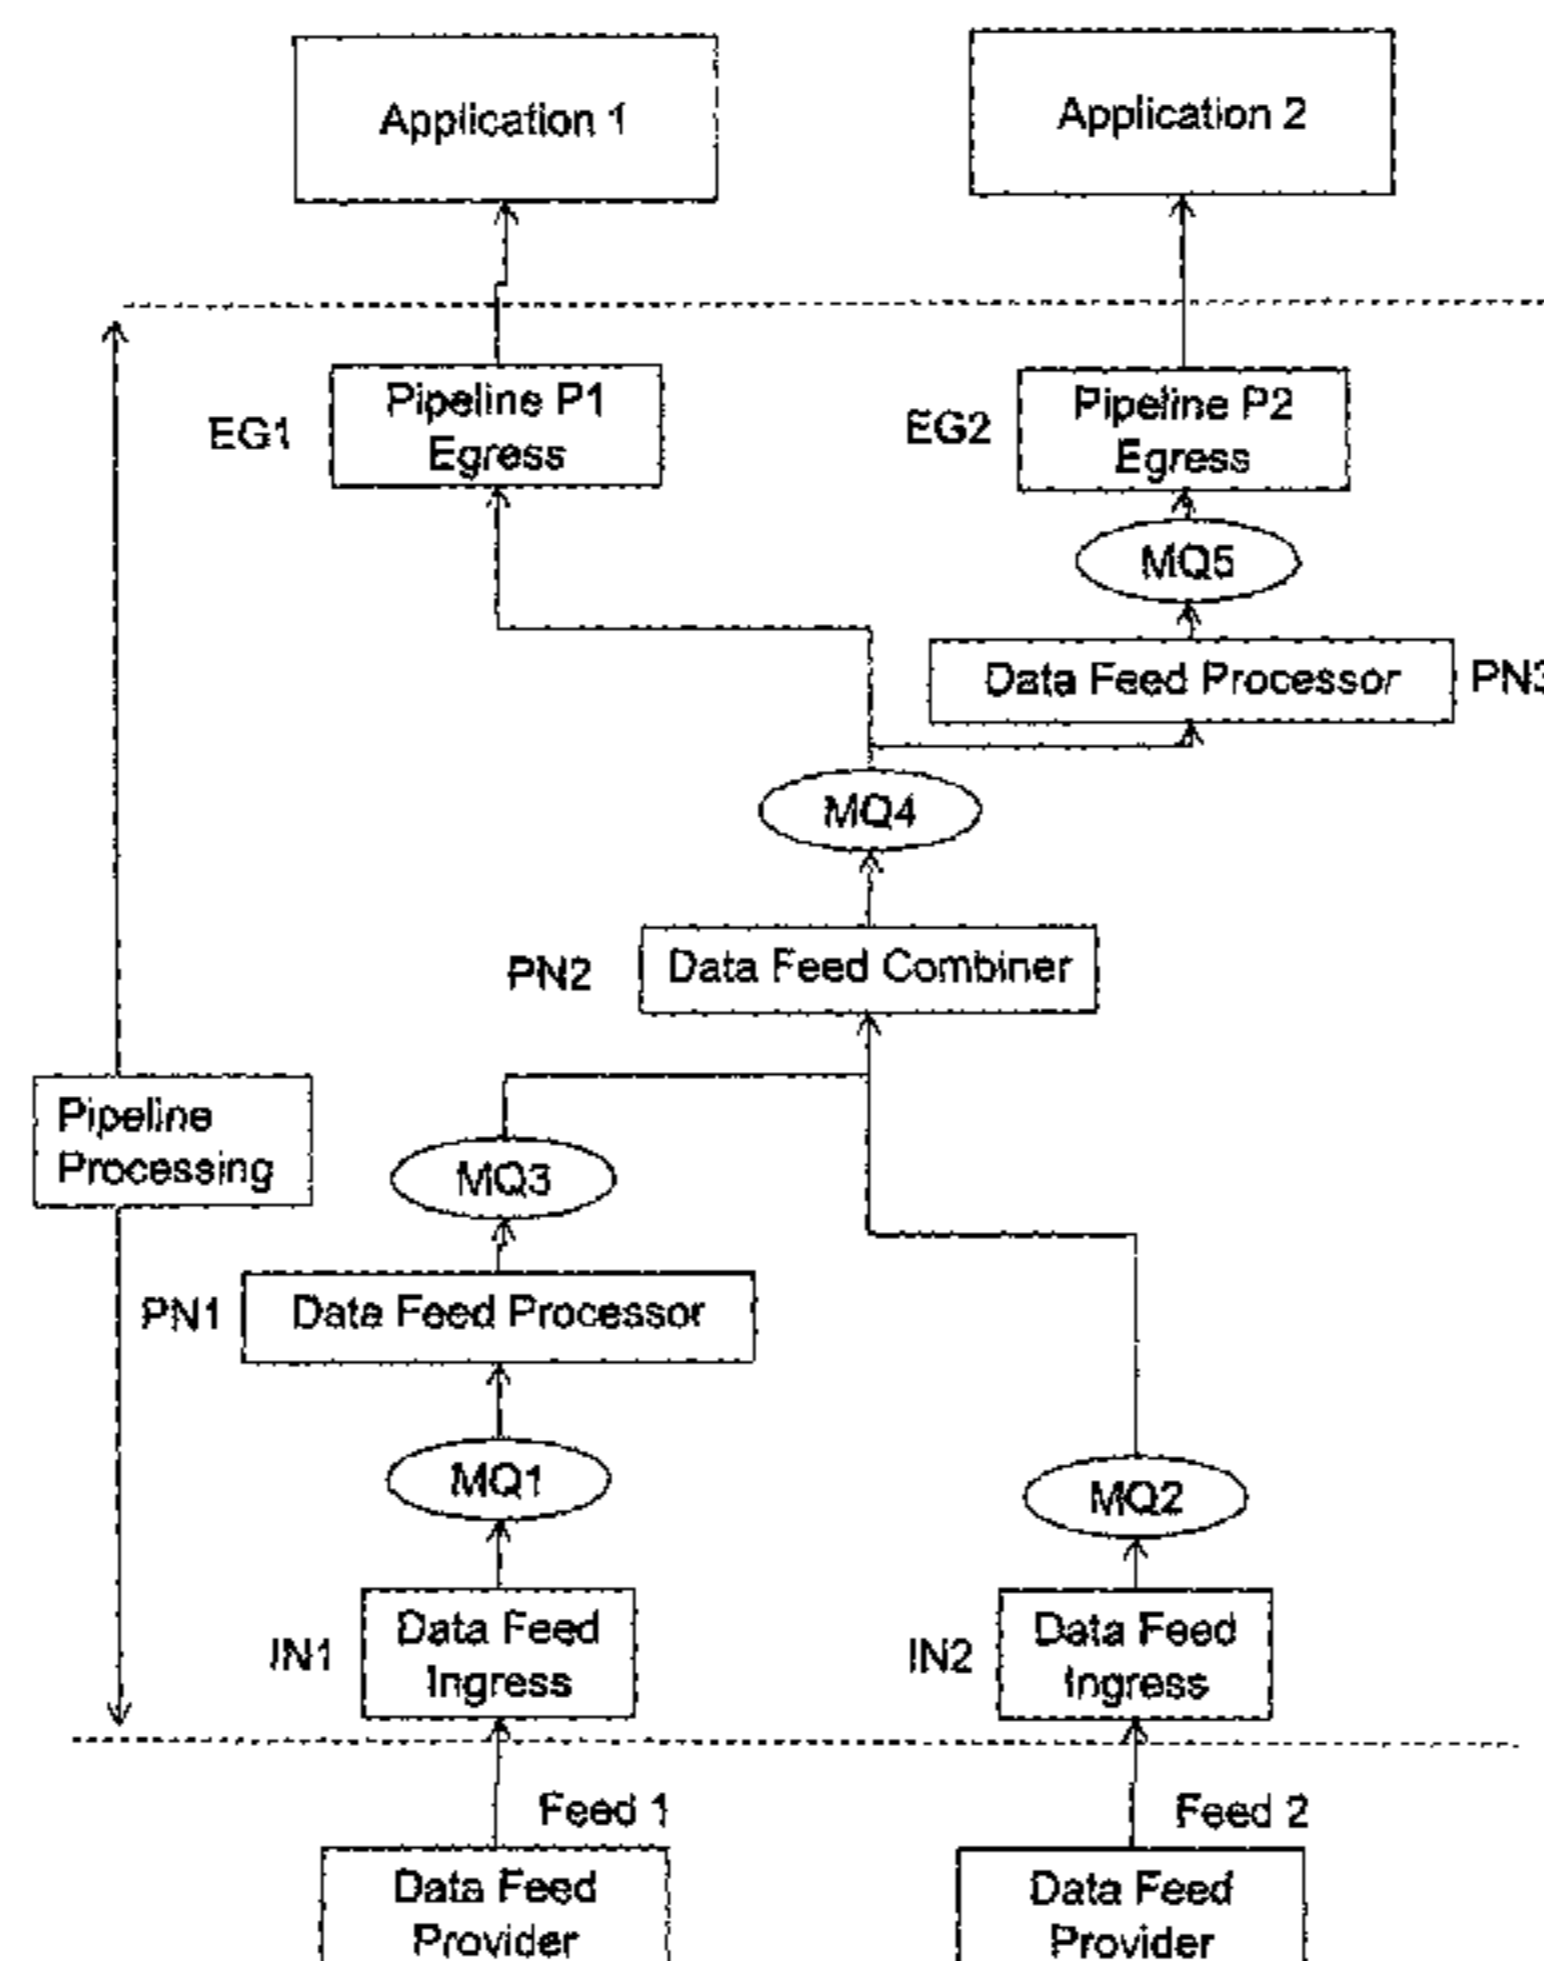 Application 1
Application 2
EG1
Pipeline P1
Egress
EG2
Pipeline P2
Egress
MQ5
Data Feed Processor
PN3
MQ4
PN2
Data Feed Combiner
Pipeline
Processing
MQ3
PN1
Data Feed Processor
MQ1
MQ2
IN1
Data Feed
Ingress
IN2
Data Feed
Ingress
Feed 1
Feed 2
Data Feed
Provider
Data Feed
Provider